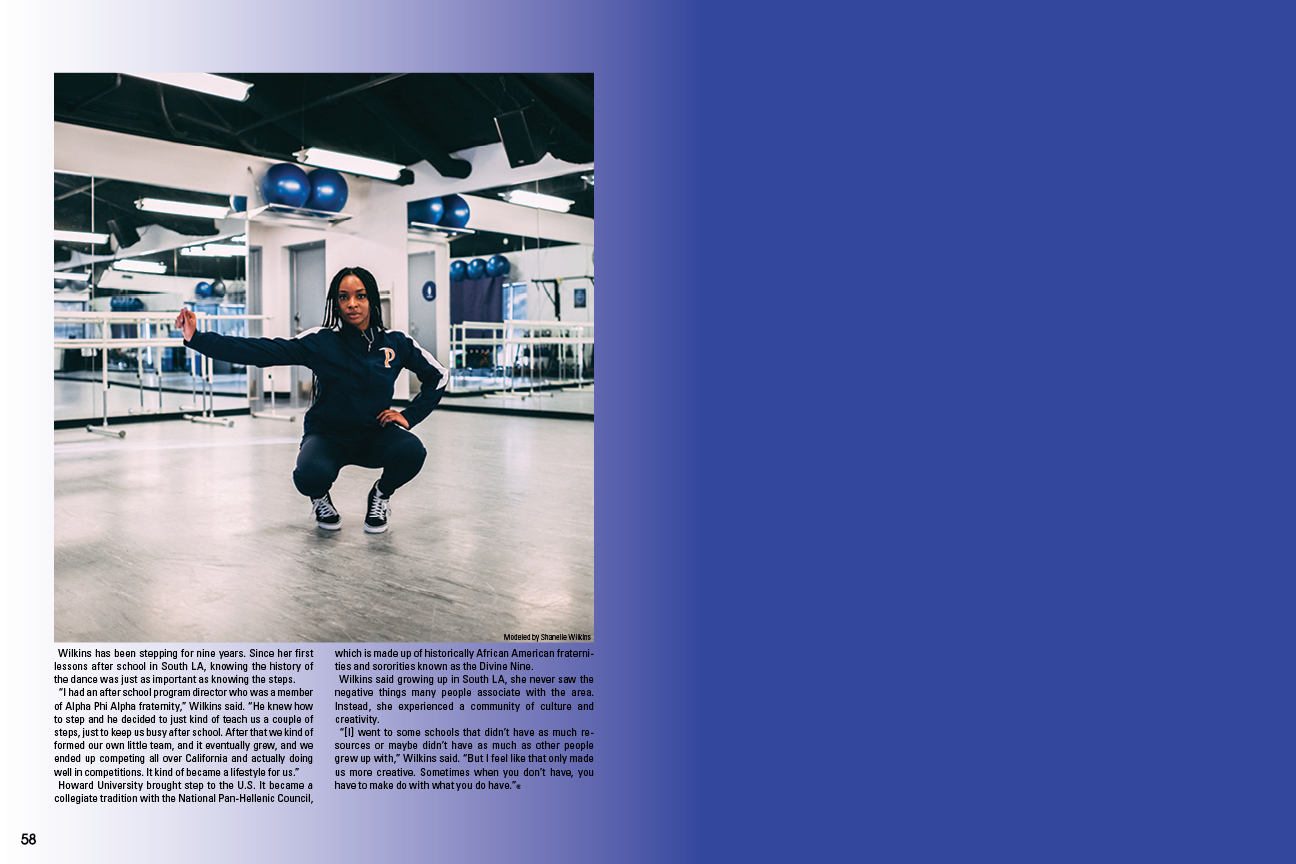 P
Modeled by Shanelle Wilkins
Wilkins has been stepping for nine years. Since her first
lessons after school in South LA, knowing the history of
the dance was just as important as knowing the steps.
“I had an after school program director who was a member
of Alpha Phi Alpha fraternity,” Wilkins said. “He knew how
to step and he decided to just kind of teach us a couple of
steps, just to keep us busy after school. After that we kind of
formed our own little team, and it eventually grew, and we
ended up competing all over California and actually doing
well in competitions. It kind of became a lifestyle for us.”
Howard University brought step to the U.S. It became a
collegiate tradition with the National Pan-Hellenic Council,
which is made up of historically African American fraterni-
ties and sororities known as the Divine Nine.
Wilkins said growing up in South LA, she never saw the
negative things many people associate with the area.
Instead, she experienced a community of culture and
creativity.
“[I] went to some schools that didn’t have as much re-
sources or maybe didn’t have as much as other people
grew up with,” Wilkins said. “But I feel like that only made
us more creative. Sometimes when you don’t have, you
have to make do with what you do have.”
58